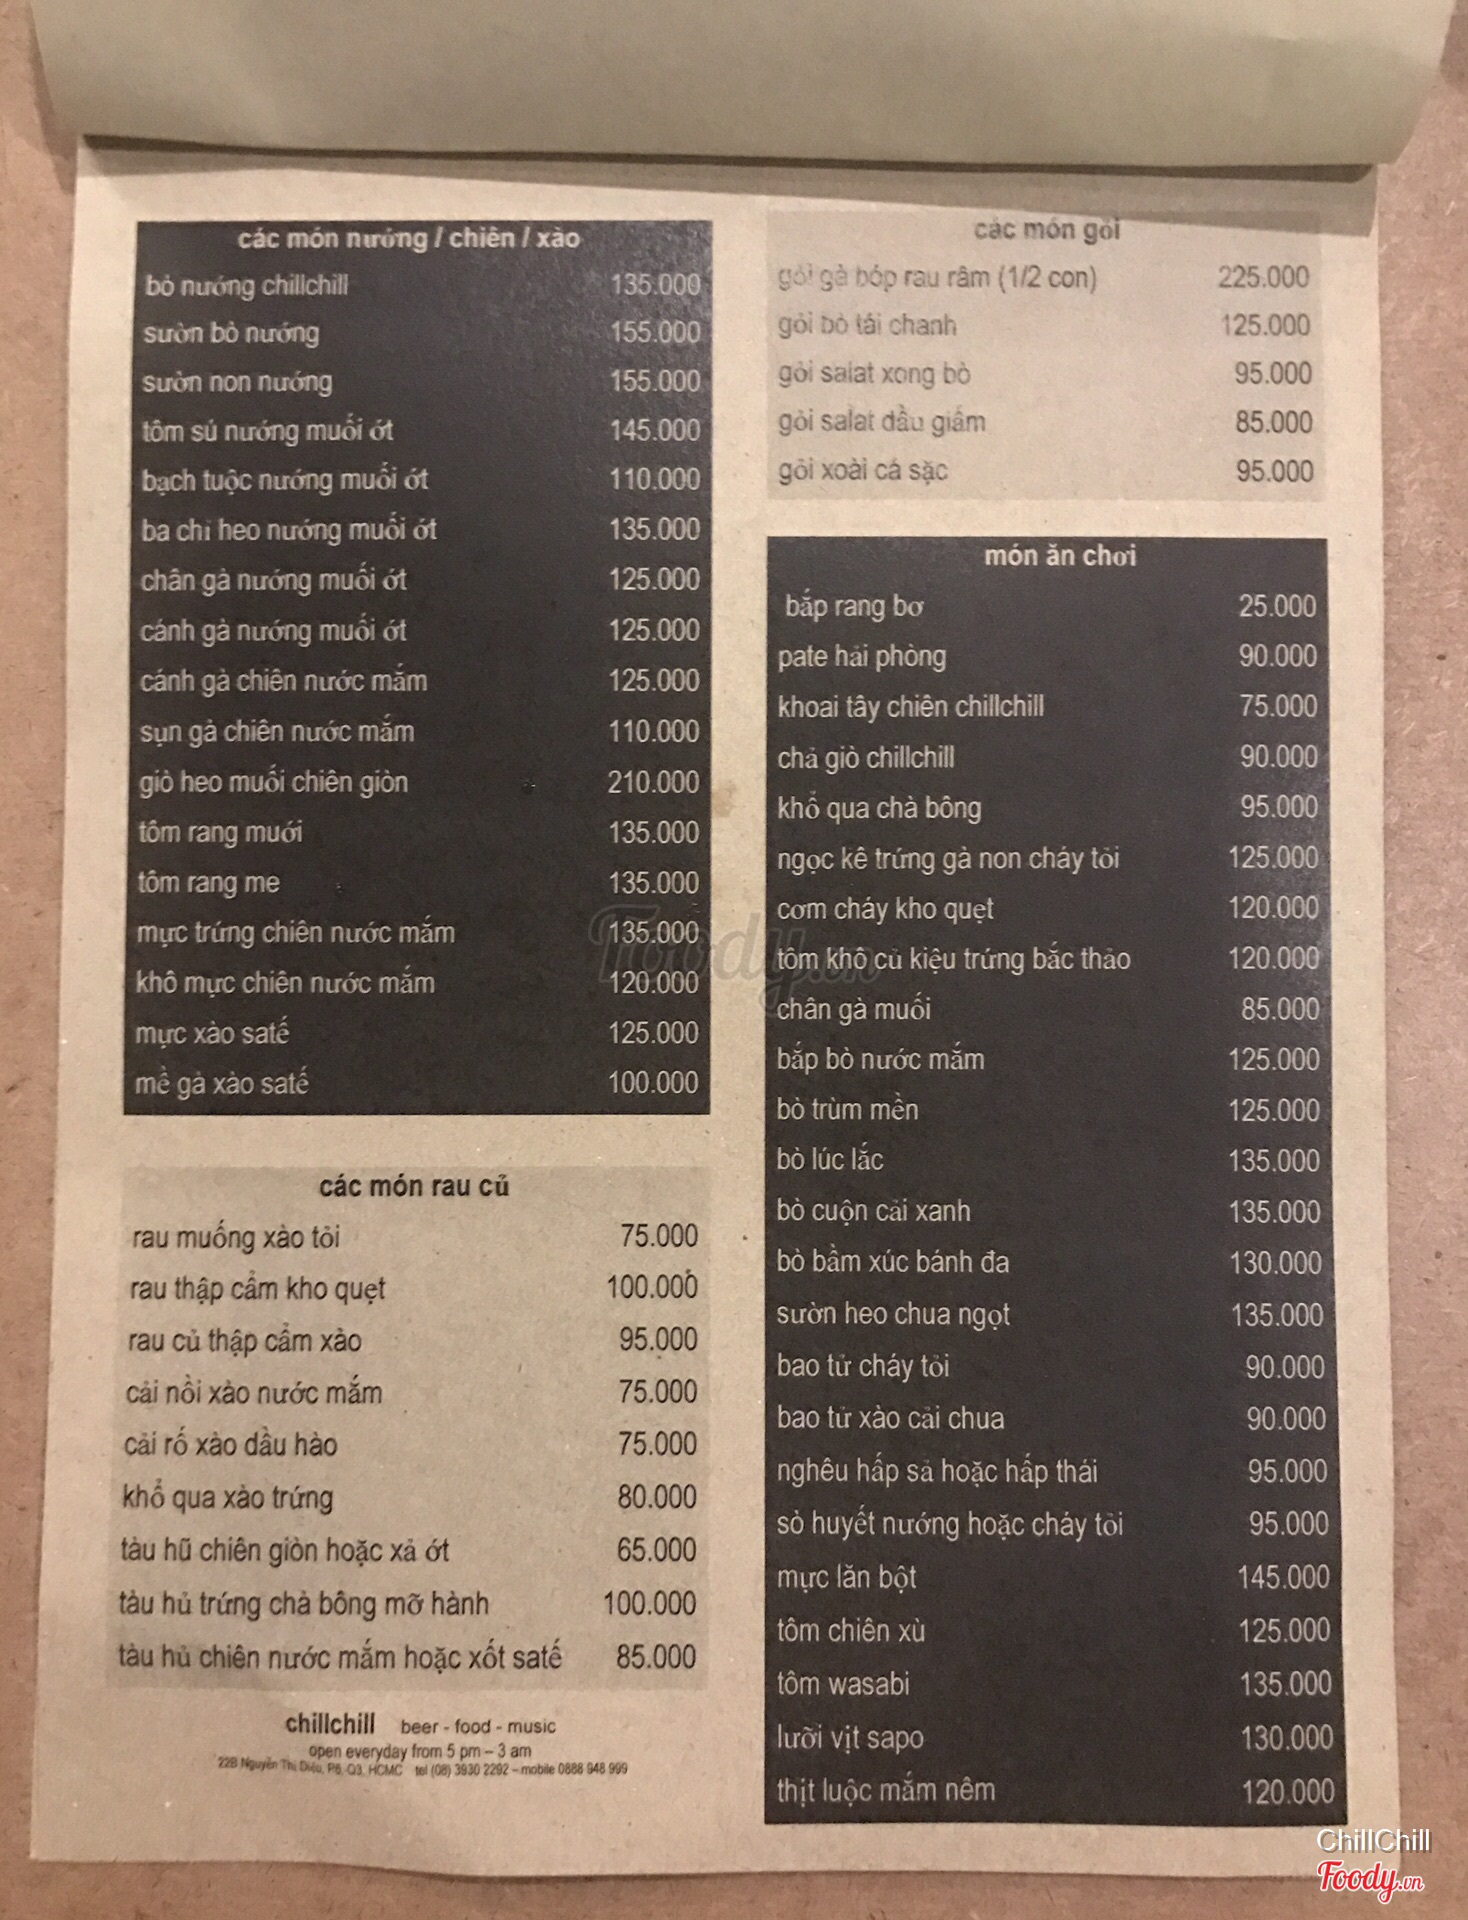 các món nướng / chiên / xào
bò nướng chillchill 135.000
sườn bò nướng 155.000
sườn non nướng 155.000
tôm sú nướng muối ớt 145.000
bạch tuộc nướng muối ớt 110.000
ba chỉ heo nướng muối ớt 135.000
chân gà nướng muối ớt 125.000
cánh gà nướng muối ớt 125.000
cánh gà chiên nước mắm 125.000
sụn gà chiên nước mắm 110.000
giò heo muối chiên giòn 210.000
tôm rang muối 135.000
tôm rang me 135.000
mực trứng chiên nước mắm 135.000
khô mực chiên nước mắm 120.000
mực xào satế 125.000
mề gà xào satế 100.000
các món rau củ
rau muống xào tỏi 75.000
rau thập cẩm kho quẹt 100.000
rau củ thập cẩm xào 95.000
cải nồi xào nước mắm 75.000
cải rổ xào dầu hào 75.000
khổ qua xào trứng 80.000
tàu hũ chiên giòn hoặc xả ớt 65.000
tàu hủ trứng chà bông mỡ hành 100.000
tàu hủ chiên nước mắm hoặc xốt satế 85.000
chillchill beer - food - music
open everyday from 5 pm – 3 am
22B Nguyễn Thị Diệu, P6, Q3, HCMC tel (08) 3930 2292 – mobile 0888 948 999
các món gỏi
gỏi gà bóp rau râm (1/2 con) 225.000
gỏi bò tái chanh 125.000
gỏi salat xong bò 95.000
gỏi salat dầu giấm 85.000
gỏi xoài cá sặc 95.000
món ăn chơi
bắp rang bơ 25.000
pate hải phòng 90.000
khoai tây chiên chillchill 75.000
chả giò chillchill 90.000
khổ qua chà bông 95.000
ngọc kê trứng gà non cháy tỏi 125.000
cơm cháy kho quẹt 120.000
tôm khô củ kiệu trứng bắc thảo 120.000
chân gà muối 85.000
bắp bò nước mắm 125.000
bò trùm mền 125.000
bò lúc lắc 135.000
bò cuộn cải xanh 135.000
bò bằm xúc bánh đa 130.000
sườn heo chua ngọt 135.000
bao tử cháy tỏi 90.000
bao tử xào cải chua 90.000
nghêu hấp sả hoặc hấp thái 95.000
sò huyết nướng hoặc cháy tỏi 95.000
mực lăn bột 145.000
tôm chiên xù 125.000
tôm wasabi 135.000
lưỡi vịt sapo 130.000
thịt luộc mắm nêm 120.000
Foody.vn
ChillChill
Foody.vn